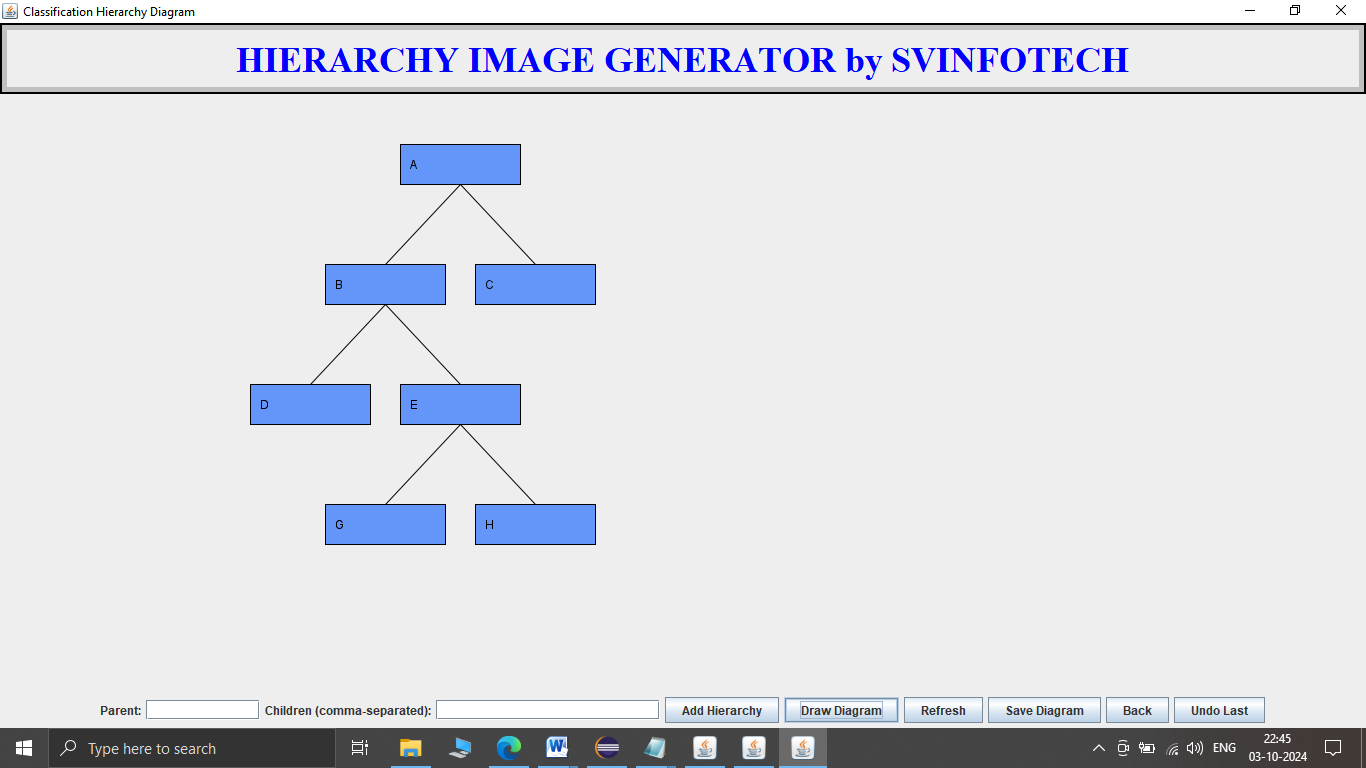 Classification Hierarchy Diagram
HIERARCHY IMAGE GENERATOR by SVINFOTECH
A
B C
D E
G H
Parent: Children (comma-separated): Add Hierarchy Draw Diagram Refresh Save Diagram Back Undo Last
Type here to search ENG 22:45
03-10-2024